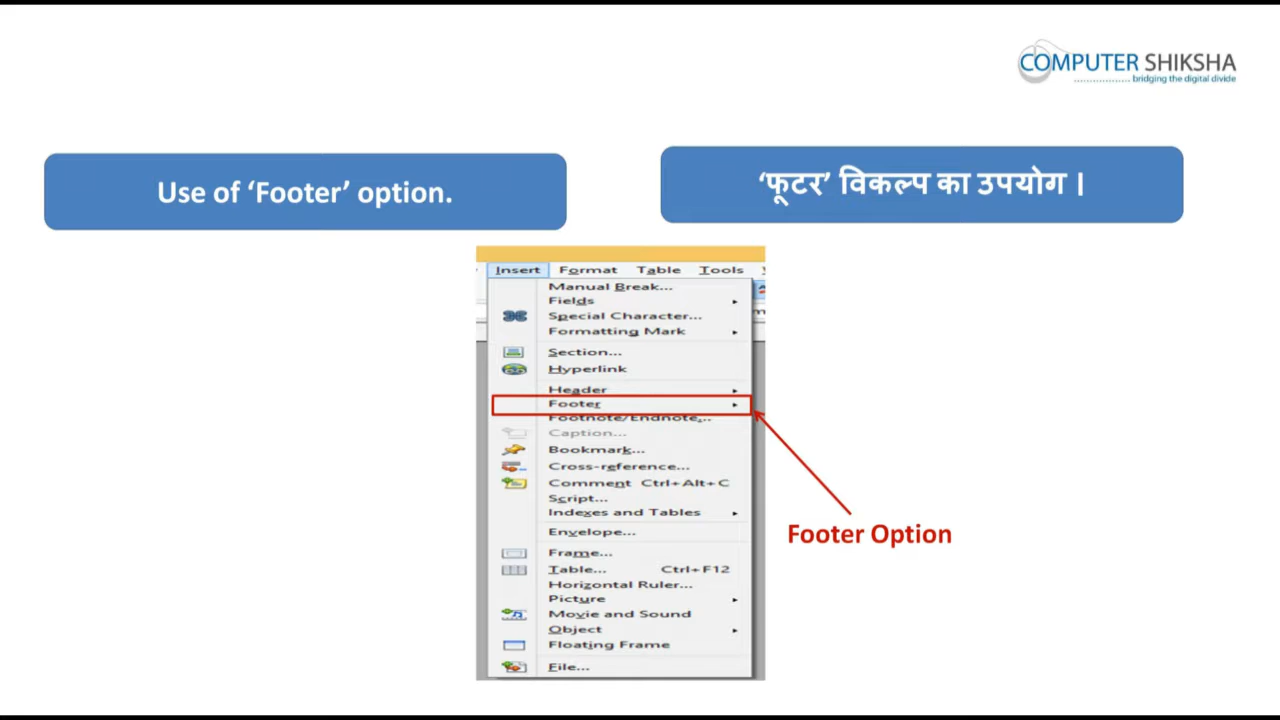 COMPUTER SHIKSHA
bridging the digital divide
Use of ‘Footer’ option.
‘फूटर’ विकल्प का उपयोग ।
Insert Format Table Tools
Manual Break...
Fields
Special Character...
Formatting Mark
Section...
Hyperlink
Header
Footer
Footnote/Endnote...
Caption...
Bookmark...
Cross-reference...
Comment Ctrl+Alt+C
Script...
Indexes and Tables
Envelope...
Frame...
Table... Ctrl+F12
Horizontal Ruler...
Picture
Movie and Sound
Object
Floating Frame
File...
Footer Option